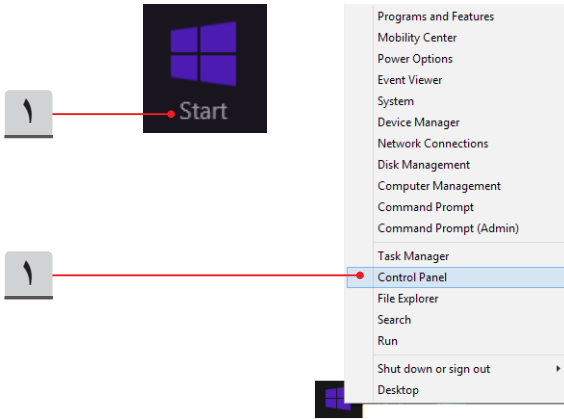 Start
١
١
Programs and Features
Mobility Center
Power Options
Event Viewer
System
Device Manager
Network Connections
Disk Management
Computer Management
Command Prompt
Command Prompt (Admin)
Task Manager
Control Panel
File Explorer
Search
Run
Shut down or sign out
Desktop